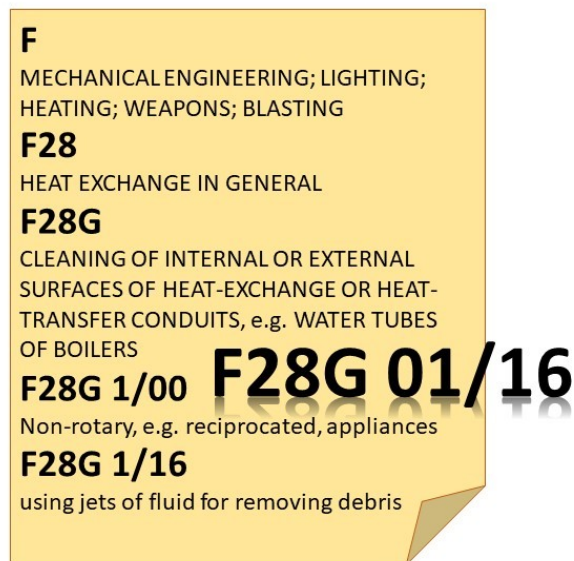 F
MECHANICAL ENGINEERING; LIGHTING;
HEATING; WEAPONS; BLASTING
F28
HEAT EXCHANGE IN GENERAL
F28G
CLEANING OF INTERNAL OR EXTERNAL
SURFACES OF HEAT-EXCHANGE OR HEAT-
TRANSFER CONDUITS, e.g. WATER TUBES
OF BOILERS
F28G 1/00
F28G 01/16
Non-rotary, e.g. reciprocated, appliances
F28G 1/16
using jets of fluid for removing debris